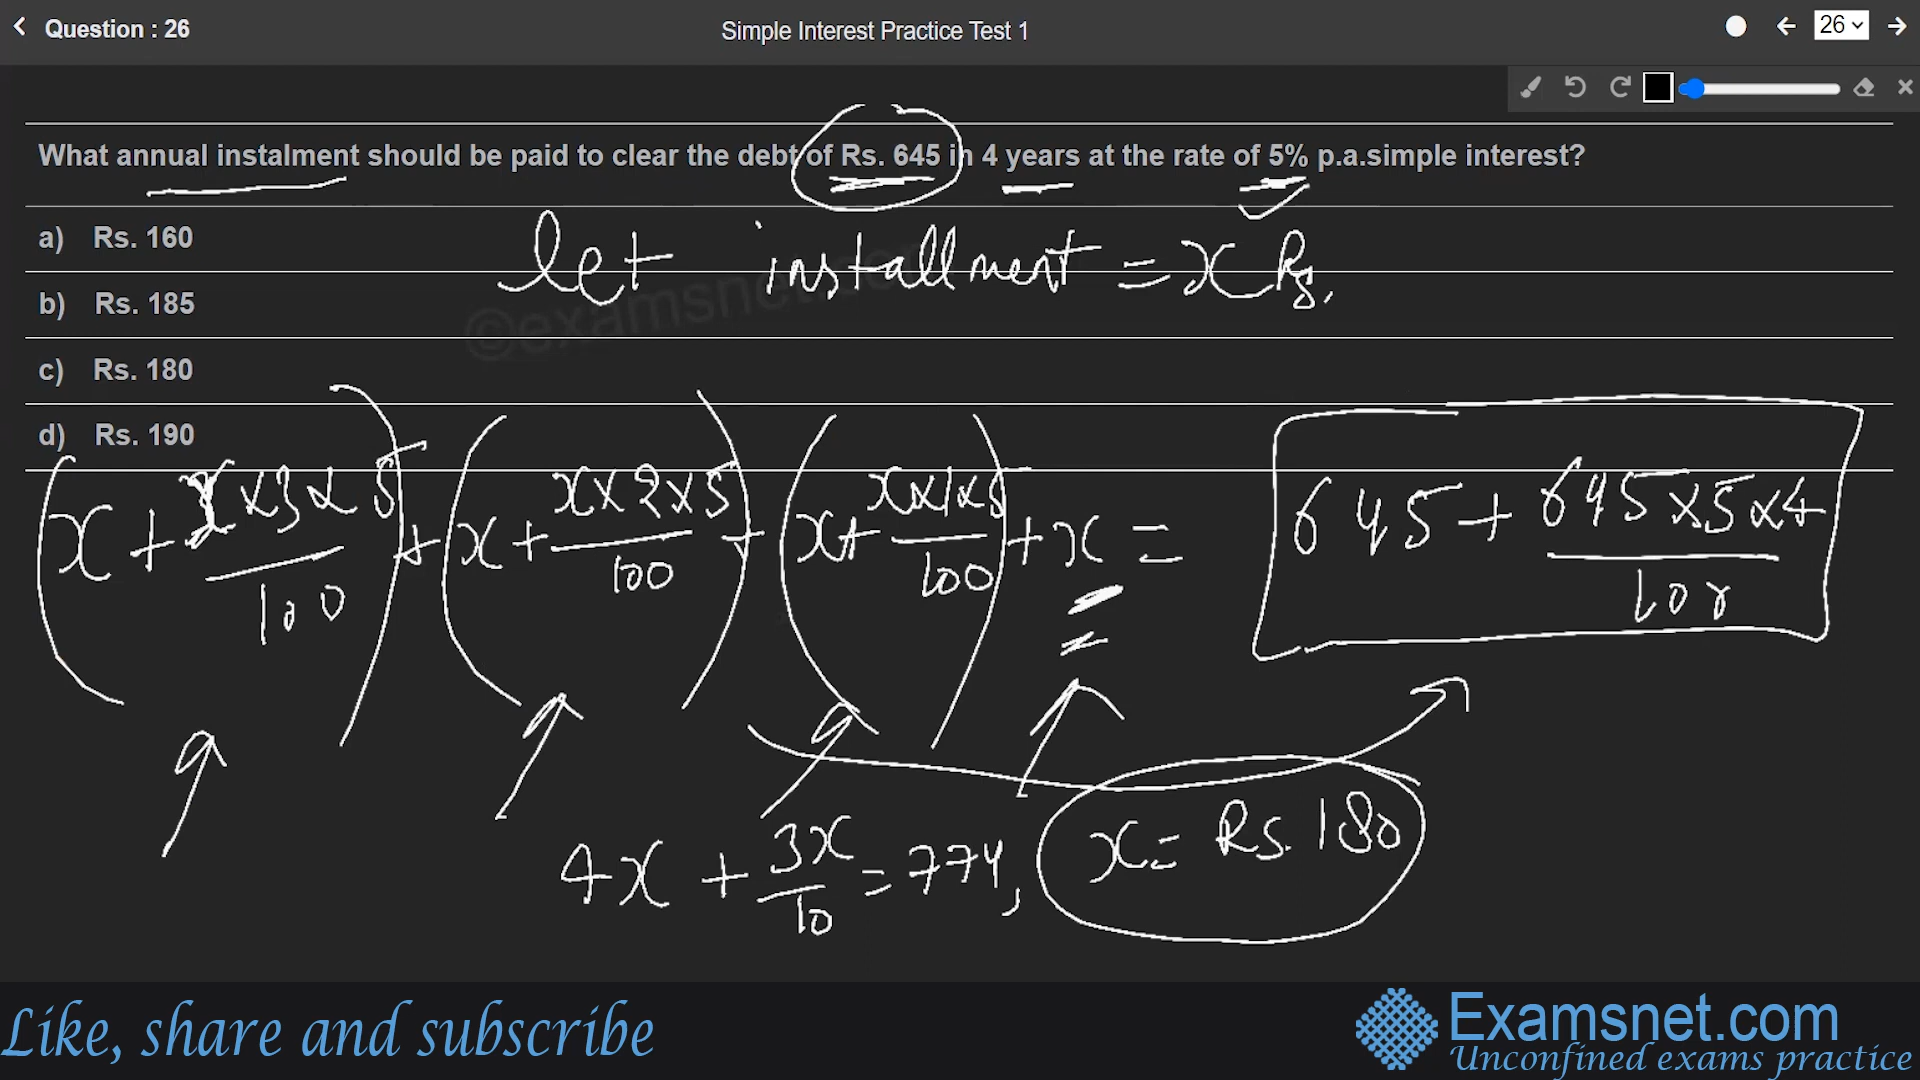 Question : 26
Simple Interest Practice Test 1
26
What annual instalment should be paid to clear the debt of Rs. 645 in 4 years at the rate of 5% p.a.simple interest?
a) Rs. 160
let installment = x Rs.
b) Rs. 185
©examsnet.com
c) Rs. 180
d) Rs. 190
(x + x×3×5/100) + (x + x×2×5/100) + (x + x×1×5/100) + x = 645 + 645×5×4/100
4x + 3x/10 = 774, x = Rs. 180
Like, share and subscribe
Examsnet.com
Unconfined exams practice